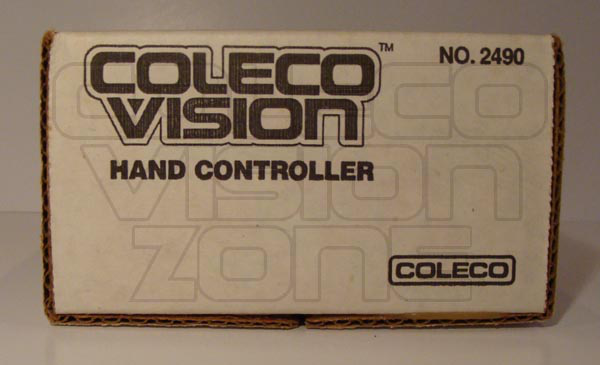 COLECO™ NO. 2490
VISION
HAND CONTROLLER
COLECO
COLECO
VISION
ZONE